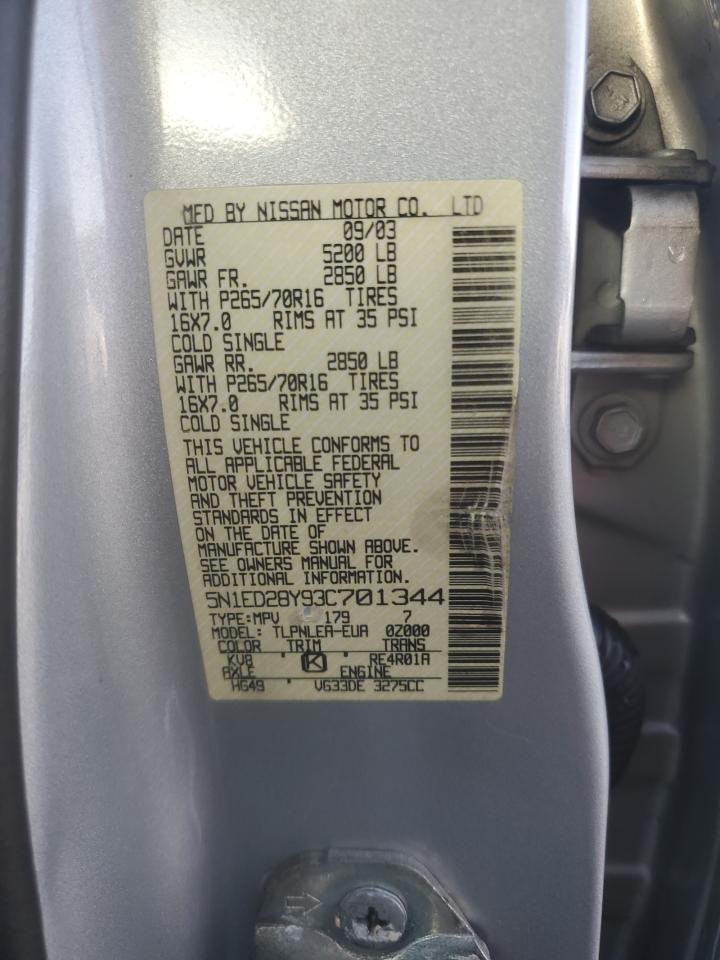 MFD BY NISSAN MOTOR CO. LTD
DATE 09/03
GVWR 5200 LB
GAWR FR. 2850 LB
WITH P265/70R16 TIRES
16X7.0 RIMS AT 35 PSI
COLD SINGLE
GAWR RR. 2850 LB
WITH P265/70R16 TIRES
16X7.0 RIMS AT 35 PSI
COLD SINGLE
THIS VEHICLE CONFORMS TO
ALL APPLICABLE FEDERAL
MOTOR VEHICLE SAFETY
AND THEFT PREVENTION
STANDARDS IN EFFECT
ON THE DATE OF
MANUFACTURE SHOWN ABOVE.
SEE OWNERS MANUAL FOR
ADDITIONAL INFORMATION.
5N1ED28Y93C701344
TYPE:MPV 179 7
MODEL: TLPNLEA-EUA 0Z000
COLOR TRIM TRANS
KV8 K RE4R01A
AXLE ENGINE
HG49 VG33DE 3275CC